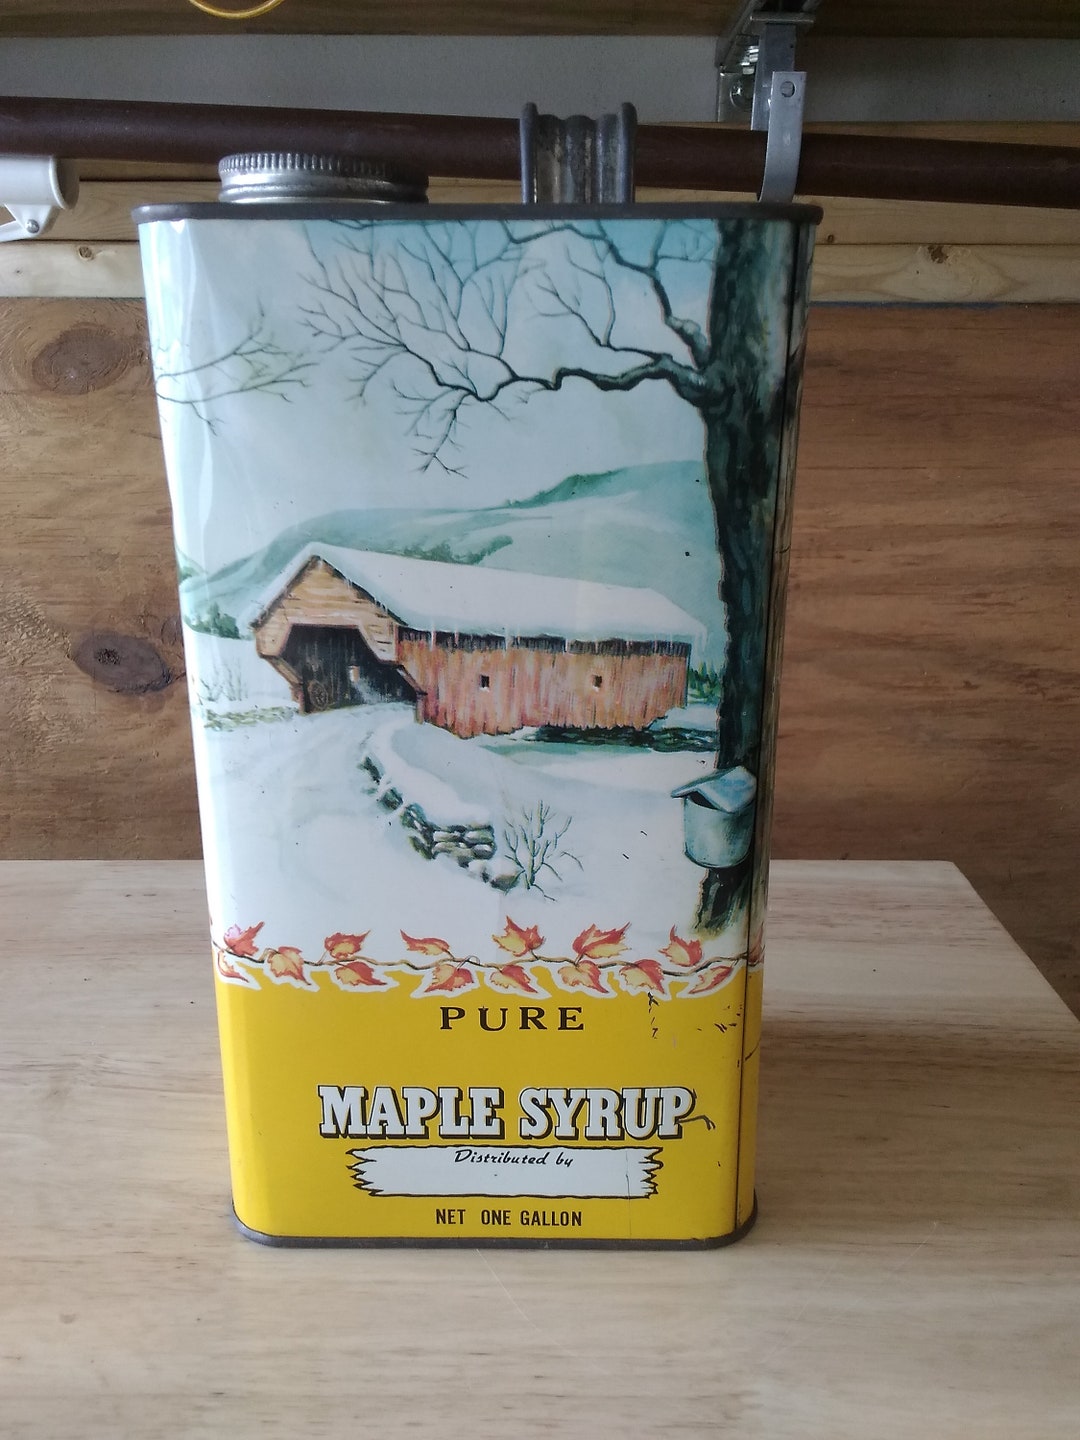 PURE
MAPLE SYRUP
Distributed by
NET ONE GALLON